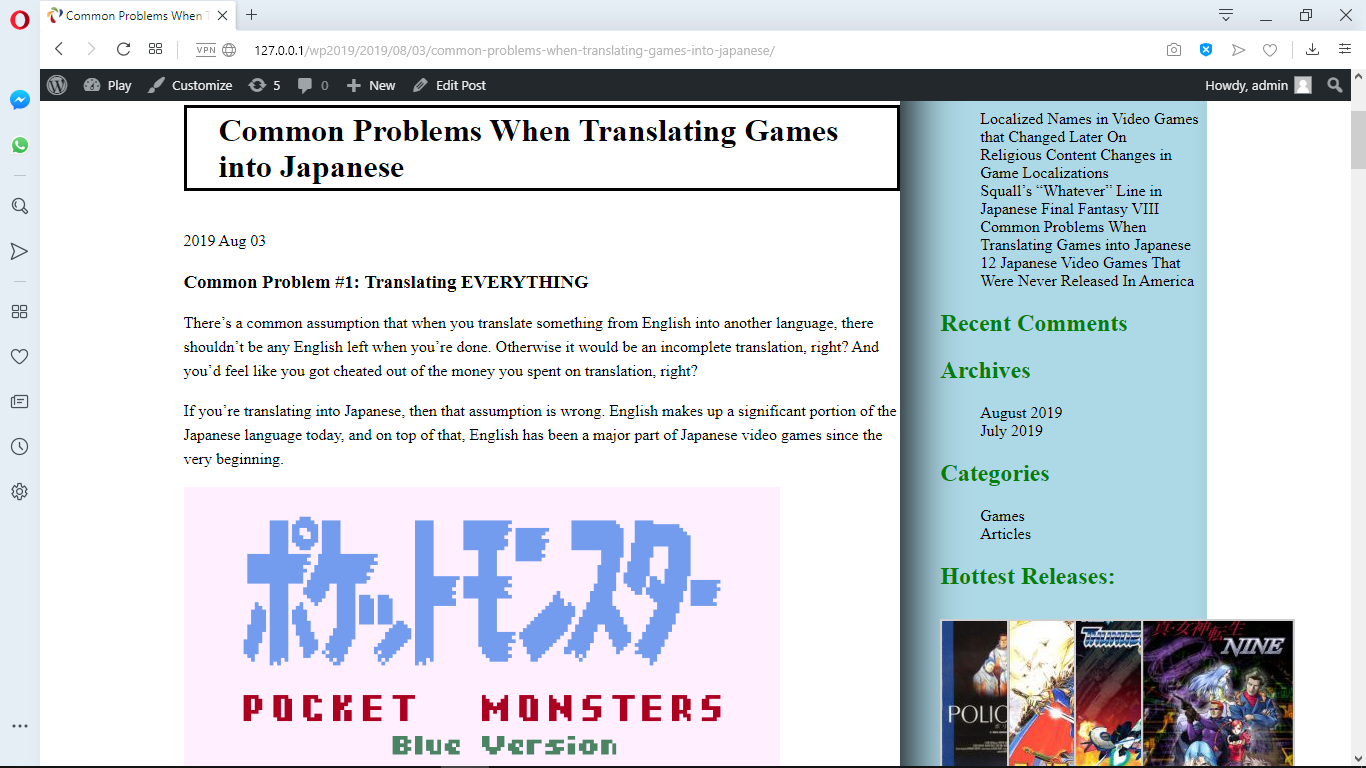 Common Problems When T
VPN
127.0.0.1/wp2019/2019/08/03/common-problems-when-translating-games-into-japanese/
Play
Customize
5
0
New
Edit Post
Howdy, admin
Common Problems When Translating Games
into Japanese
2019 Aug 03
Common Problem #1: Translating EVERYTHING
There’s a common assumption that when you translate something from English into another language, there
shouldn’t be any English left when you’re done. Otherwise it would be an incomplete translation, right? And
you’d feel like you got cheated out of the money you spent on translation, right?
If you’re translating into Japanese, then that assumption is wrong. English makes up a significant portion of the
Japanese language today, and on top of that, English has been a major part of Japanese video games since the
very beginning.
ポケットモンスター
POCKET MONSTERS
Blue Version
Localized Names in Video Games
that Changed Later On
Religious Content Changes in
Game Localizations
Squall’s “Whatever” Line in
Japanese Final Fantasy VIII
Common Problems When
Translating Games into Japanese
12 Japanese Video Games That
Were Never Released In America
Recent Comments
Archives
August 2019
July 2019
Categories
Games
Articles
Hottest Releases:
POLIC
THUNDE
真・女神転生
NINE